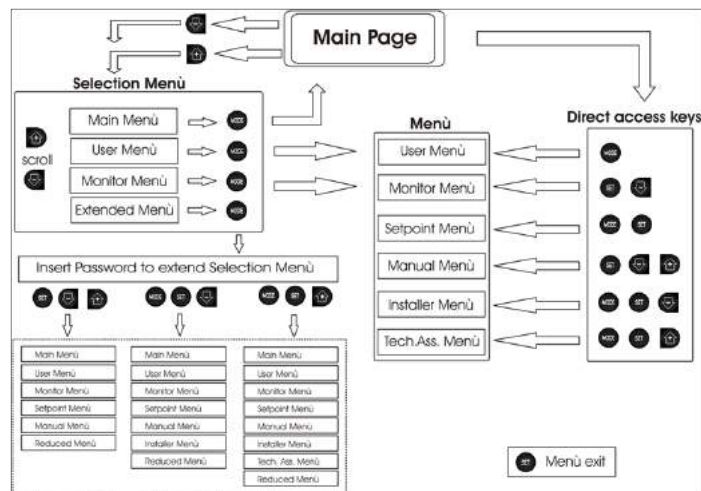 Main Page
Selection Menù
Main Menù
MODE
User Menù
MODE
scroll
Monitor Menù
MODE
Extended Menù
MODE
Menù
User Menù
Monitor Menù
Setpoint Menù
Manual Menù
Installer Menù
Tech.Ass. Menù
Direct access keys
MODE
SET
MODE SET
SET
MODE SET
MODE SET
Insert Password to extend Selection Menù
SET
MODE SET
MODE SET
Main Menù
User Menù
Monitor Menù
Setpoint Menù
Manual Menù
Reduced Menù
Main Menù
User Menù
Monitor Menù
Setpoint Menù
Manual Menù
Installer Menù
Reduced Menù
Main Menù
User Menù
Monitor Menù
Setpoint Menù
Manual Menù
Installer Menù
Tech. Ass. Menù
Reduced Menù
SET Menù exit